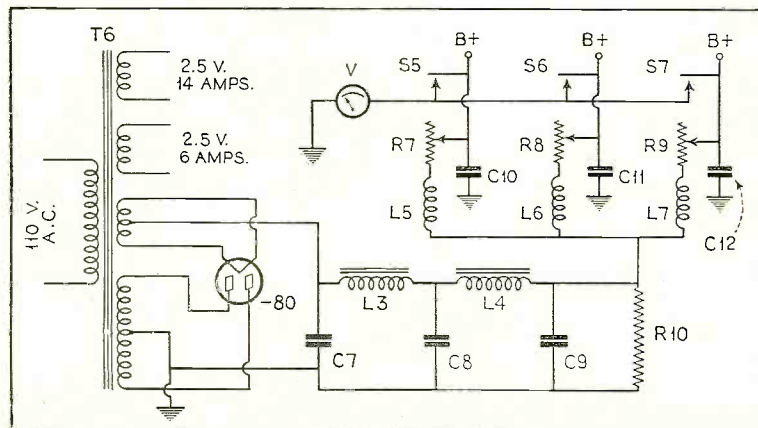 T6
2.5 V.
14 AMPS.
2.5 V.
6 AMPS.
110 V.
A.C.
-80
V
S5
B+
S6
B+
S7
B+
R7
R8
R9
C10
C11
C12
L5
L6
L7
L3
L4
R10
C7
C8
C9